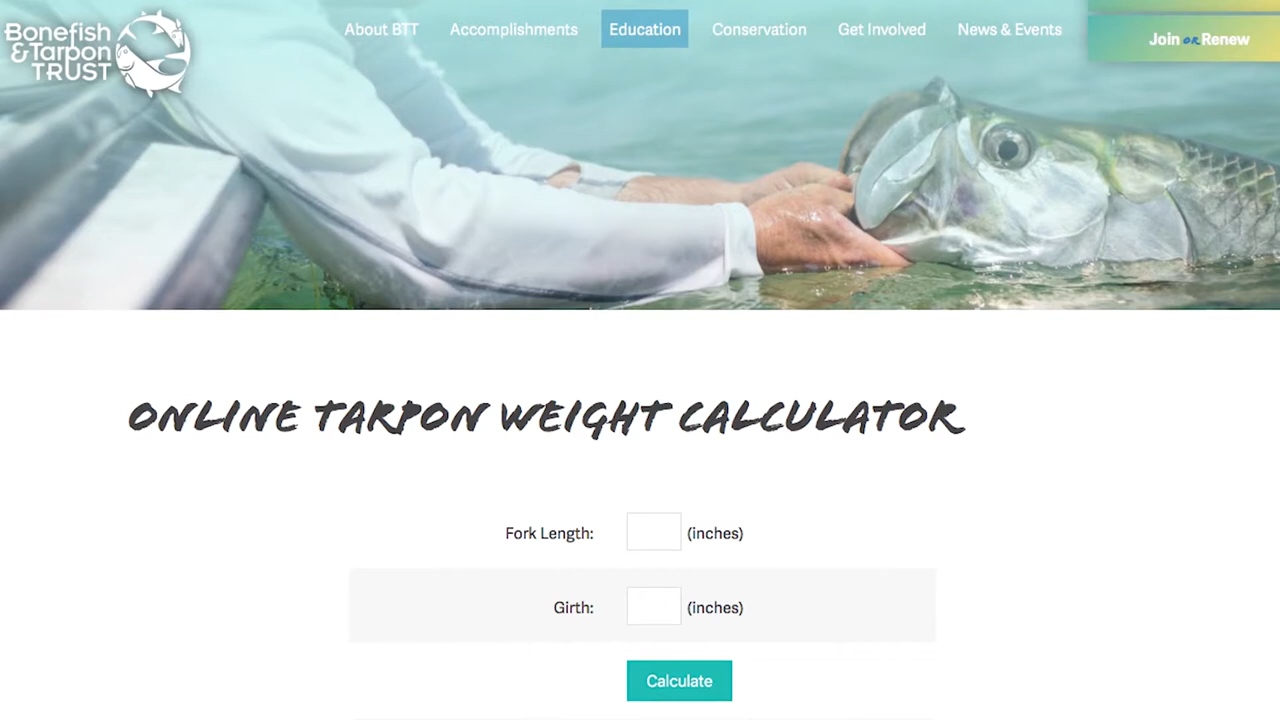 Bonefish
& Tarpon
TRUST
About BTT Accomplishments Education Conservation Get Involved News & Events
Join or Renew
ONLINE TARPON WEIGHT CALCULATOR
Fork Length: (inches)
Girth: (inches)
Calculate